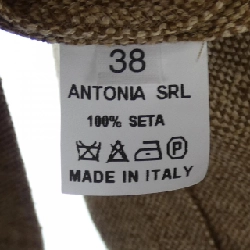 38
ANTONIA SRL
100% SETA
P
MADE IN ITALY